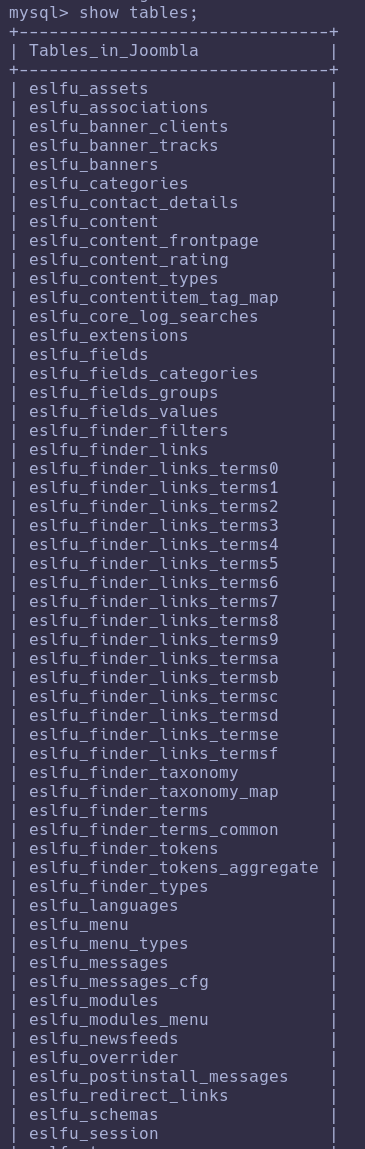 mysql> show tables;
+-------------------------------+
| Tables_in_Joombla             |
+-------------------------------+
| eslfu_assets                  |
| eslfu_associations            |
| eslfu_banner_clients          |
| eslfu_banner_tracks           |
| eslfu_banners                 |
| eslfu_categories              |
| eslfu_contact_details         |
| eslfu_content                 |
| eslfu_content_frontpage       |
| eslfu_content_rating          |
| eslfu_content_types           |
| eslfu_contentitem_tag_map     |
| eslfu_core_log_searches       |
| eslfu_extensions              |
| eslfu_fields                  |
| eslfu_fields_categories       |
| eslfu_fields_groups           |
| eslfu_fields_values           |
| eslfu_finder_filters          |
| eslfu_finder_links            |
| eslfu_finder_links_terms0     |
| eslfu_finder_links_terms1     |
| eslfu_finder_links_terms2     |
| eslfu_finder_links_terms3     |
| eslfu_finder_links_terms4     |
| eslfu_finder_links_terms5     |
| eslfu_finder_links_terms6     |
| eslfu_finder_links_terms7     |
| eslfu_finder_links_terms8     |
| eslfu_finder_links_terms9     |
| eslfu_finder_links_termsa     |
| eslfu_finder_links_termsb     |
| eslfu_finder_links_termsc     |
| eslfu_finder_links_termsd     |
| eslfu_finder_links_termse     |
| eslfu_finder_links_termsf     |
| eslfu_finder_taxonomy         |
| eslfu_finder_taxonomy_map     |
| eslfu_finder_terms            |
| eslfu_finder_terms_common     |
| eslfu_finder_tokens           |
| eslfu_finder_tokens_aggregate |
| eslfu_finder_types            |
| eslfu_languages               |
| eslfu_menu                    |
| eslfu_menu_types              |
| eslfu_messages                |
| eslfu_messages_cfg            |
| eslfu_modules                 |
| eslfu_modules_menu            |
| eslfu_newsfeeds               |
| eslfu_overrider               |
| eslfu_postinstall_messages    |
| eslfu_redirect_links          |
| eslfu_schemas                 |
| eslfu_session                 |